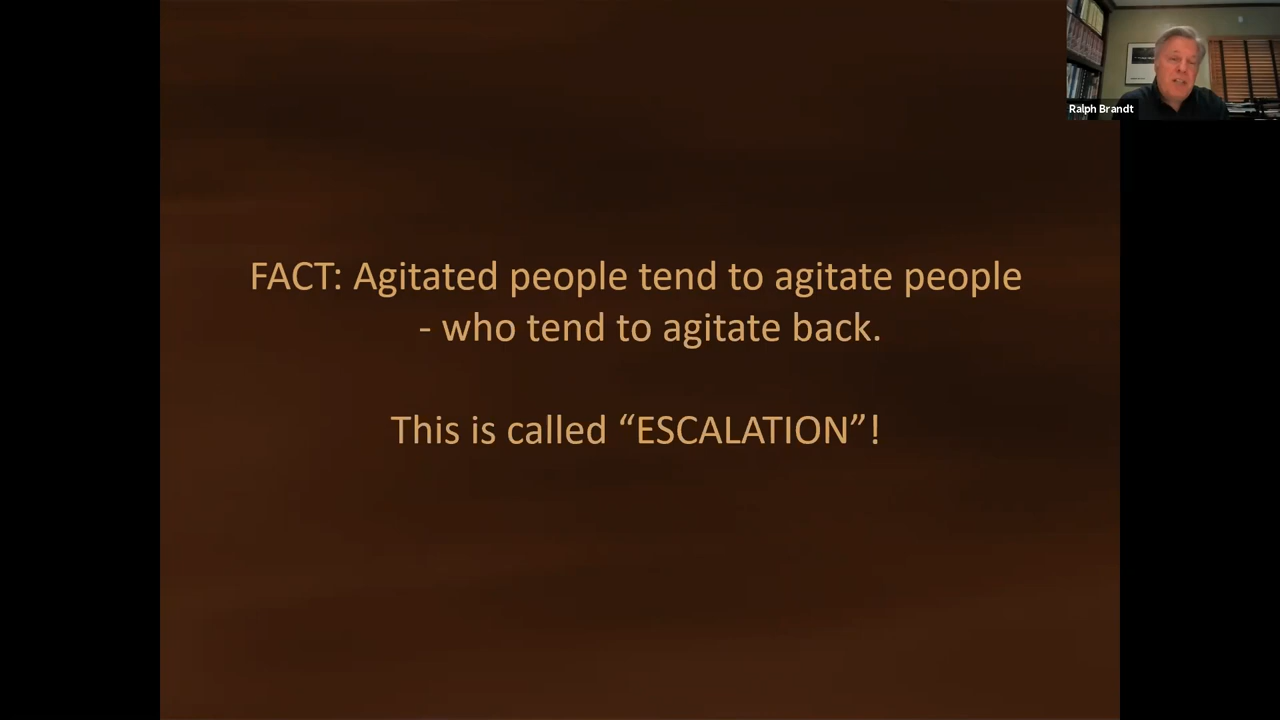 Ralph Brandt
FACT: Agitated people tend to agitate people
- who tend to agitate back.
This is called “ESCALATION”!